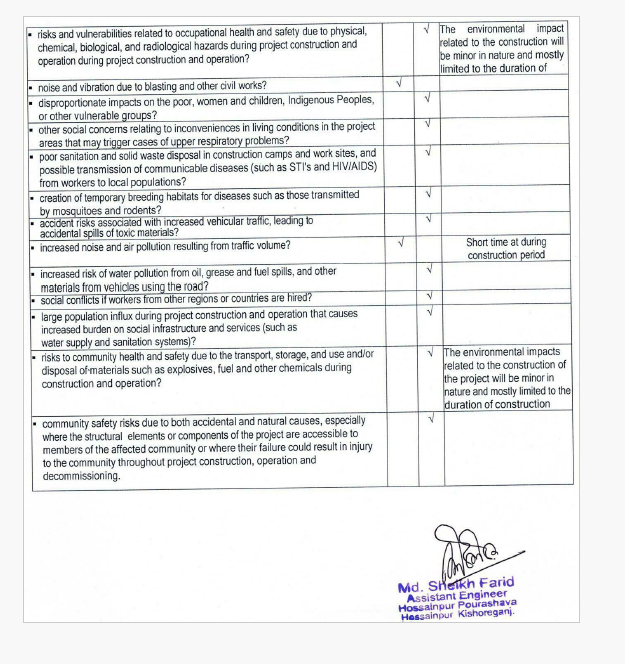 ▪ risks and vulnerabilities related to occupational health and safety due to physical, √ The environmental impact
chemical, biological, and radiological hazards during project construction and related to the construction will
operation during project construction and operation? be minor in nature and mostly
limited to the duration of
▪ noise and vibration due to blasting and other civil works? √
▪ disproportionate impacts on the poor, women and children, Indigenous Peoples, √
or other vulnerable groups?
▪ other social concerns relating to inconveniences in living conditions in the project √
areas that may trigger cases of upper respiratory problems?
▪ poor sanitation and solid waste disposal in construction camps and work sites, and √
possible transmission of communicable diseases (such as STI's and HIV/AIDS)
from workers to local populations?
▪ creation of temporary breeding habitats for diseases such as those transmitted √
by mosquitoes and rodents?
▪ accident risks associated with increased vehicular traffic, leading to √
accidental spills of toxic materials?
▪ increased noise and air pollution resulting from traffic volume? √ Short time at during
construction period
▪ increased risk of water pollution from oil, grease and fuel spills, and other √
materials from vehicles using the road?
▪ social conflicts if workers from other regions or countries are hired? √
▪ large population influx during project construction and operation that causes √
increased burden on social infrastructure and services (such as
water supply and sanitation systems)?
▪ risks to community health and safety due to the transport, storage, and use and/or √ The environmental impacts
disposal of-materials such as explosives, fuel and other chemicals during related to the construction of
construction and operation? the project will be minor in
nature and mostly limited to the
duration of construction
▪ community safety risks due to both accidental and natural causes, especially √
where the structural elements or components of the project are accessible to
members of the affected community or where their failure could result in injury
to the community throughout project construction, operation and
decommissioning.
Md. Sheikh Farid
Assistant Engineer
Hossainpur Pourashava
Hossainpur Kishoreganj.